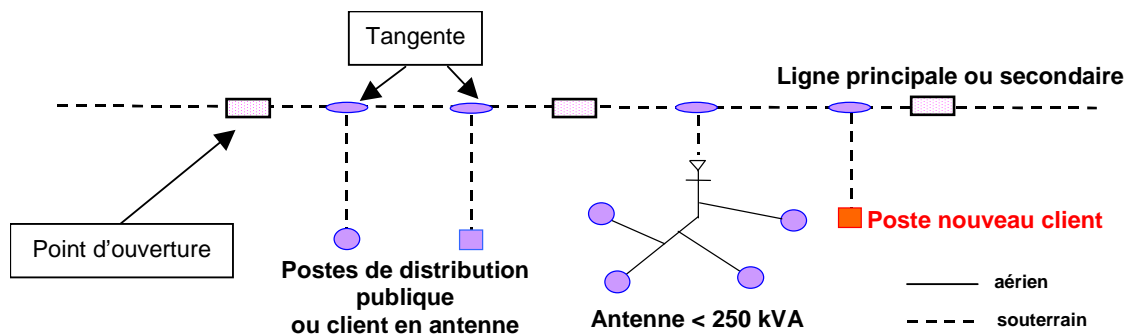 Tangente
Ligne principale ou secondaire
Point d'ouverture
Postes de distribution
publique
ou client en antenne
Antenne < 250 kVA
Poste nouveau client
aérien
souterrain